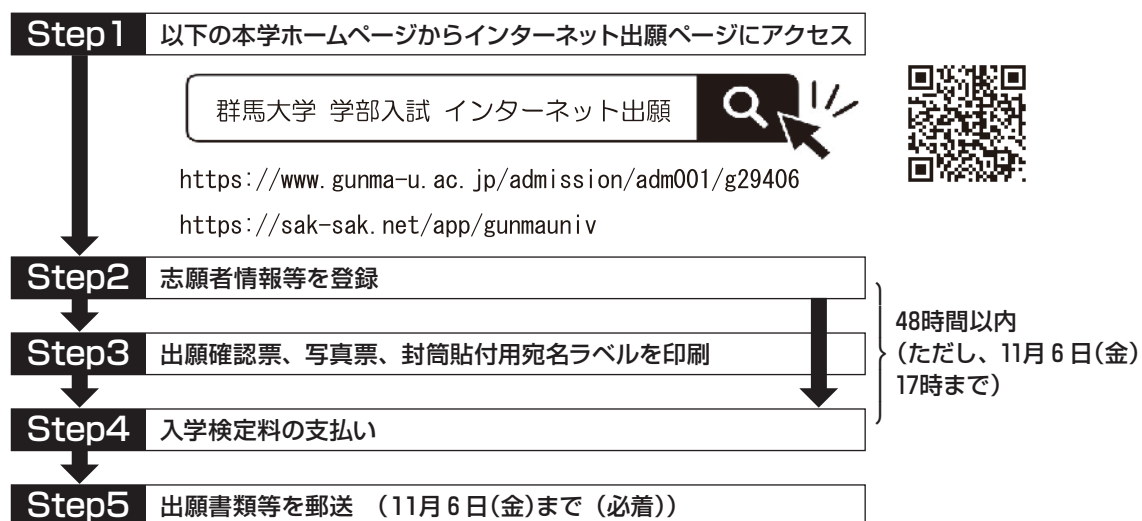 Step1 以下の本学ホームページからインターネット出願ページにアクセス
群馬大学 学部入試 インターネット出願
https://www.gunma-u.ac.jp/admission/adm001/g29406
https://sak-sak.net/app/gunmauniv
Step2 志願者情報等を登録
Step3 出願確認票、写真票、封筒貼付用宛名ラベルを印刷
Step4 入学検定料の支払い
48時間以内
(ただし、11月6日(金)
17時まで)
Step5 出願書類等を郵送 (11月6日(金)まで (必着))